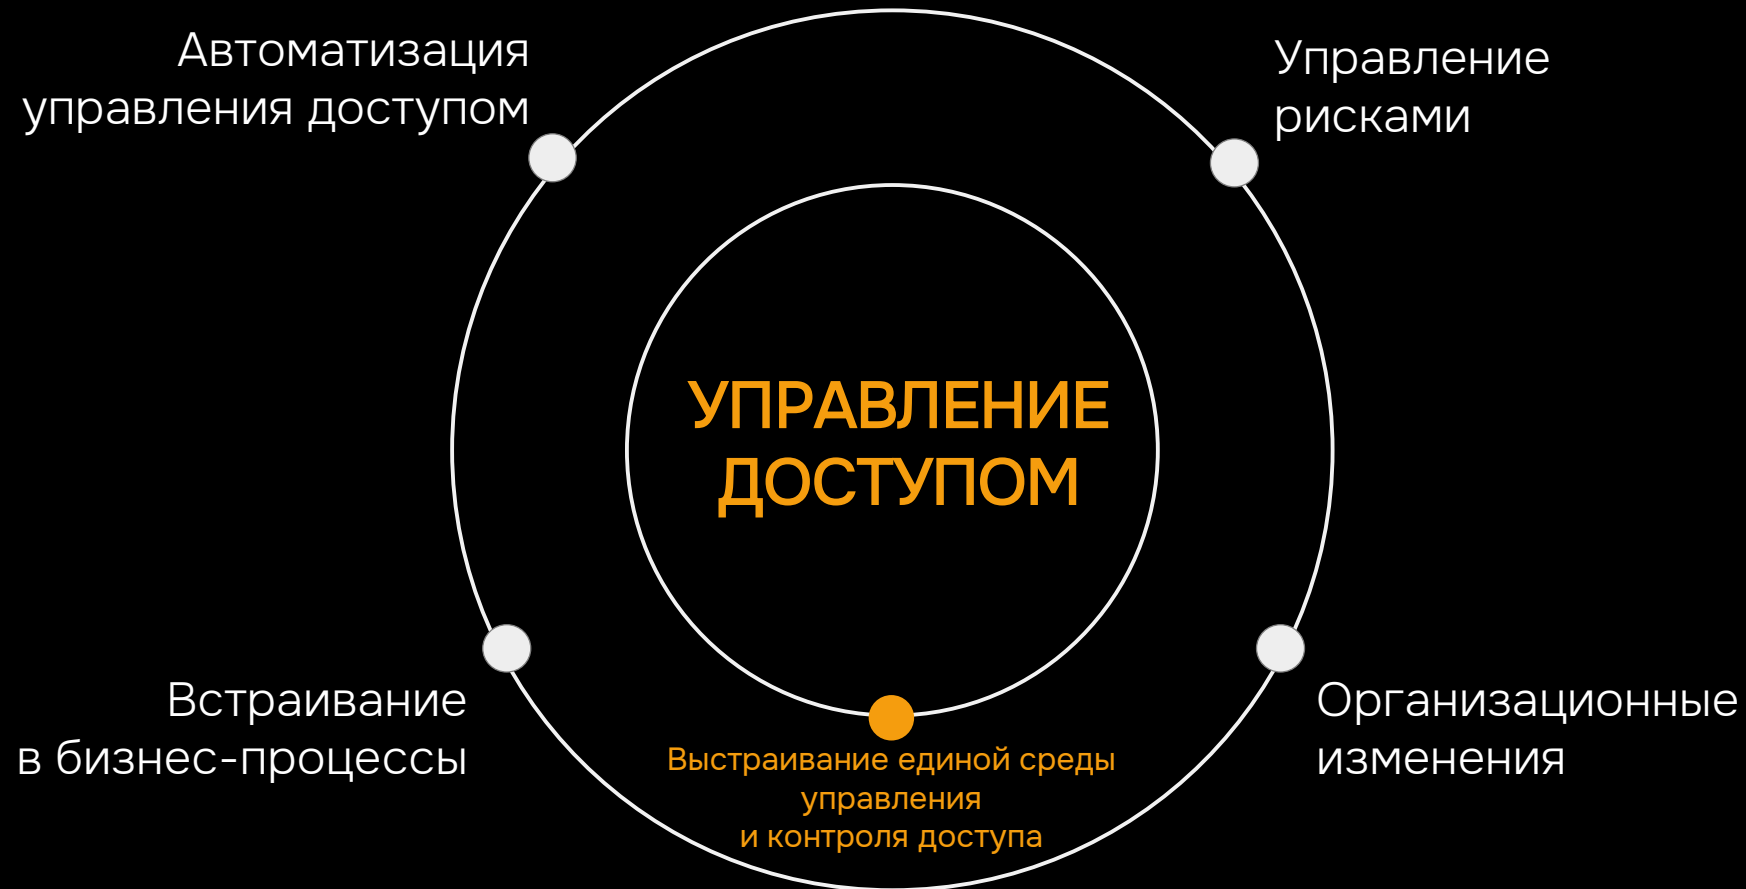 Автоматизация
управления доступом
Управление
рисками
УПРАВЛЕНИЕ
ДОСТУПОМ
Встраивание
в бизнес-процессы
Выстраивание единой среды
управления
и контроля доступа
Организационные
изменения